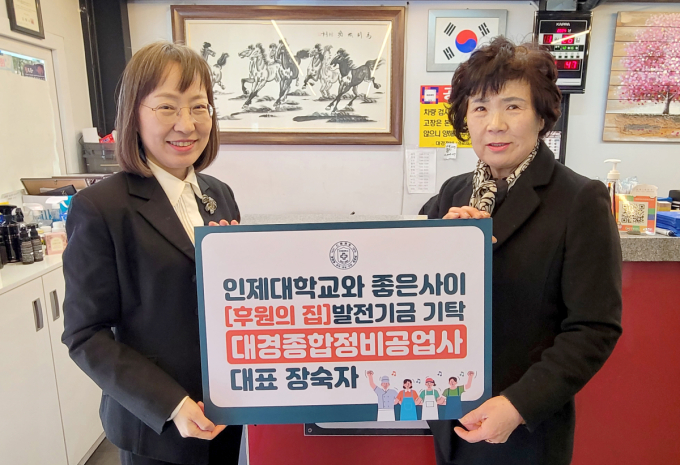 인제대학교와 좋은사이
[후원의 집]발전기금 기탁
대경종합정비공업사
대표 장숙자